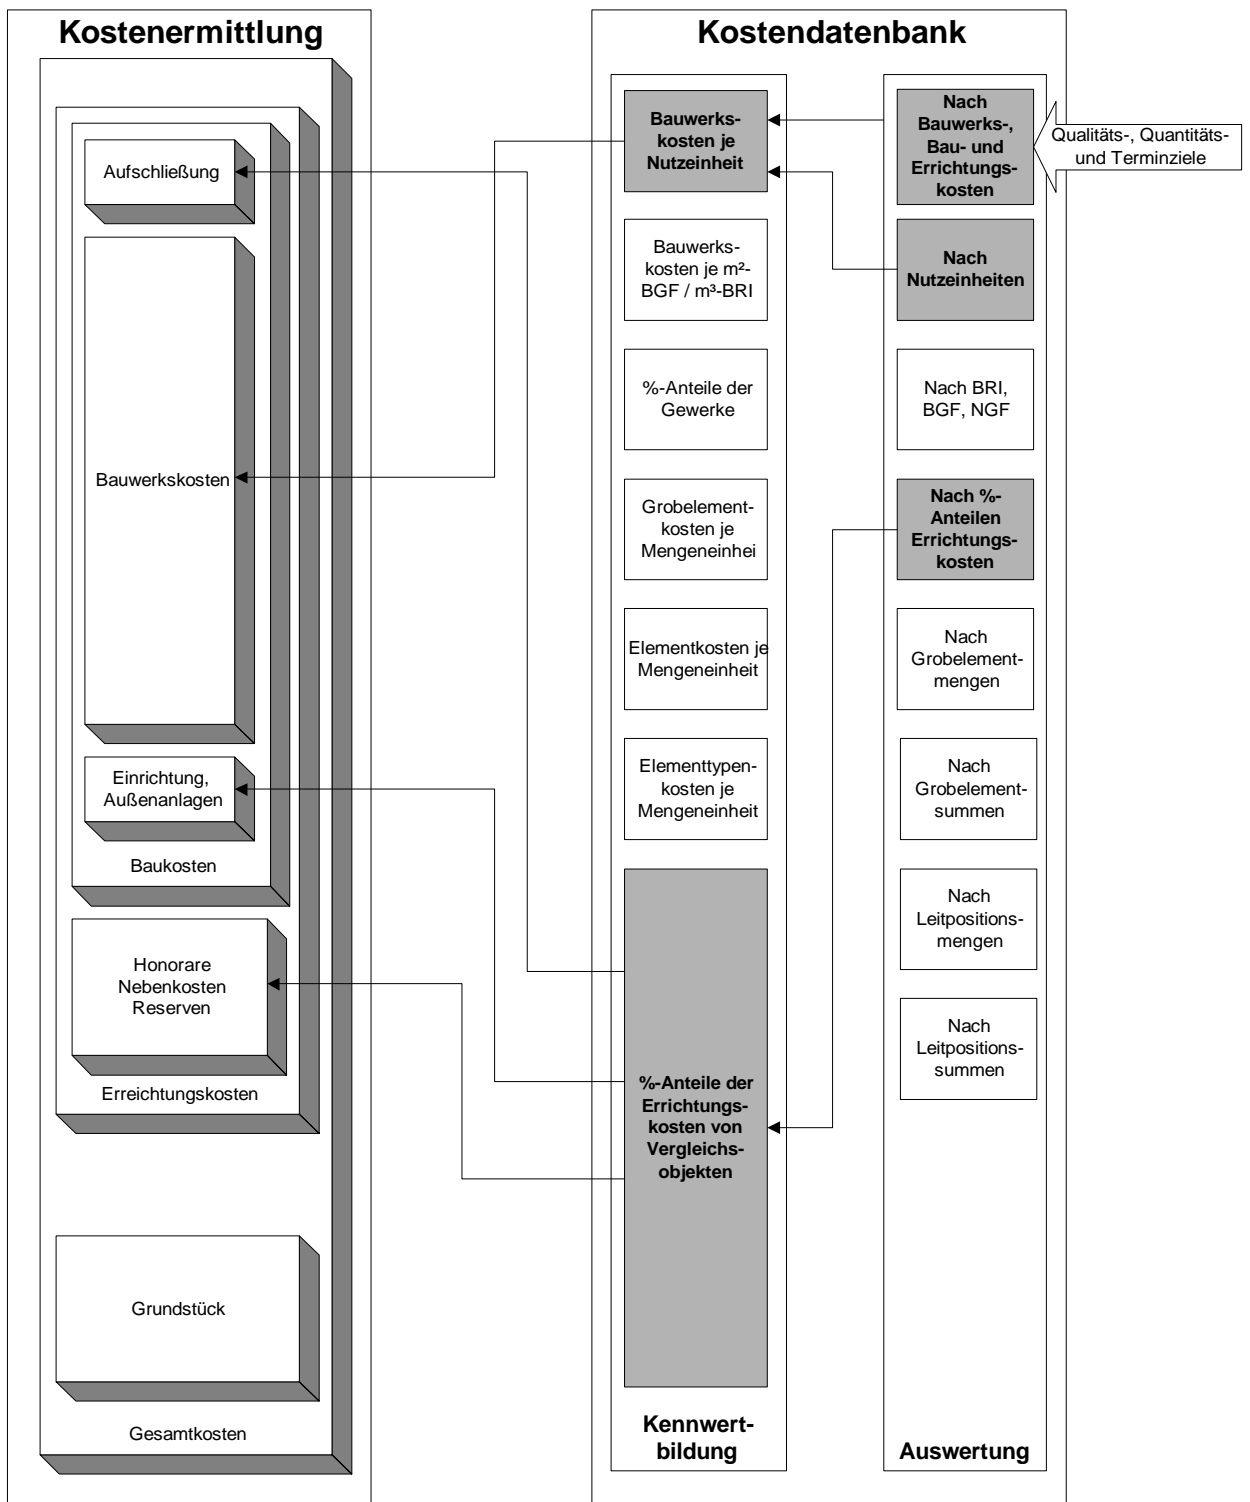 Kostenermittlung
Aufschließung
Bauwerkskosten
Einrichtung,
Außenanlagen
Baukosten
Honorare
Nebenkosten
Reserven
Erreichtungskosten
Grundstück
Gesamtkosten
Kostendatenbank
Bauwerks-
kosten je
Nutzeinheit
Bauwerks-
kosten je m²-
BGF / m³-BRI
%-Anteile der
Gewerke
Grobelement-
kosten je
Mengeneinhei
Elementkosten je
Mengeneinheit
Elementtypen-
kosten je
Mengeneinheit
%-Anteile der
Errichtungs-
kosten von
Vergleichs-
objekten
Kennwert-
bildung
Nach
Bauwerks-,
Bau- und
Errichtungs-
kosten
Nach
Nutzeinheiten
Nach BRI,
BGF, NGF
Nach %-
Anteilen
Errichtungs-
kosten
Nach
Grobelement-
mengen
Nach
Grobelement-
summen
Nach
Leitpositions-
mengen
Nach
Leitpositions-
summen
Auswertung
Qualitäts-, Quantitäts-
und Terminziele